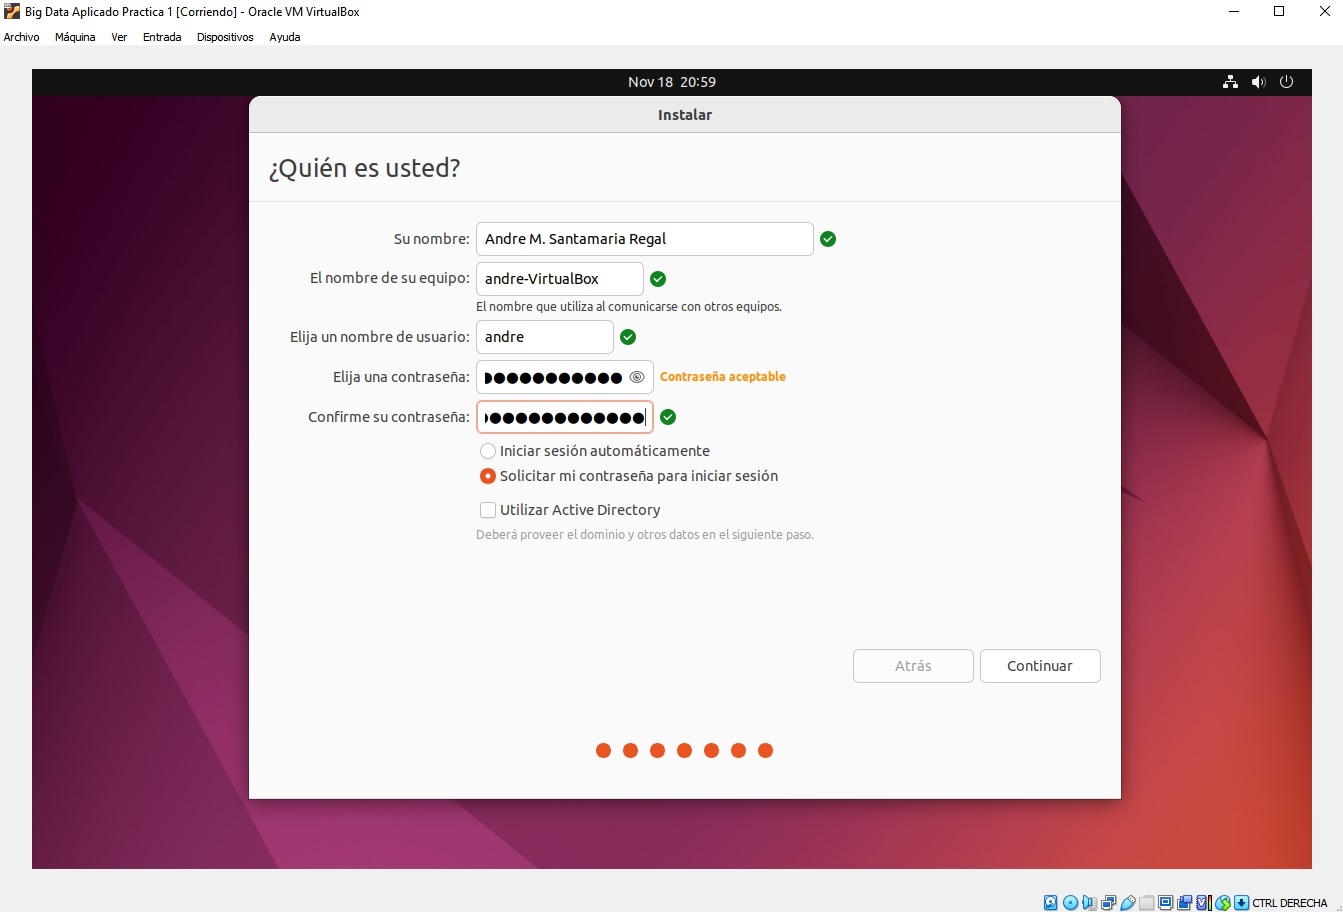 Big Data Aplicado Practica 1 [Corriendo] - Oracle VM VirtualBox
Archivo Máquina Ver Entrada Dispositivos Ayuda
Nov 18 20:59
Instalar
¿Quién es usted?
Su nombre: Andre M. Santamaria Regal
El nombre de su equipo: andre-VirtualBox
El nombre que utiliza al comunicarse con otros equipos.
Elija un nombre de usuario: andre
Elija una contraseña: Contraseña aceptable
Confirme su contraseña:
Iniciar sesión automáticamente
Solicitar mi contraseña para iniciar sesión
Utilizar Active Directory
Deberá proveer el dominio y otros datos en el siguiente paso.
Atrás Continuar
CTRL DERECHA